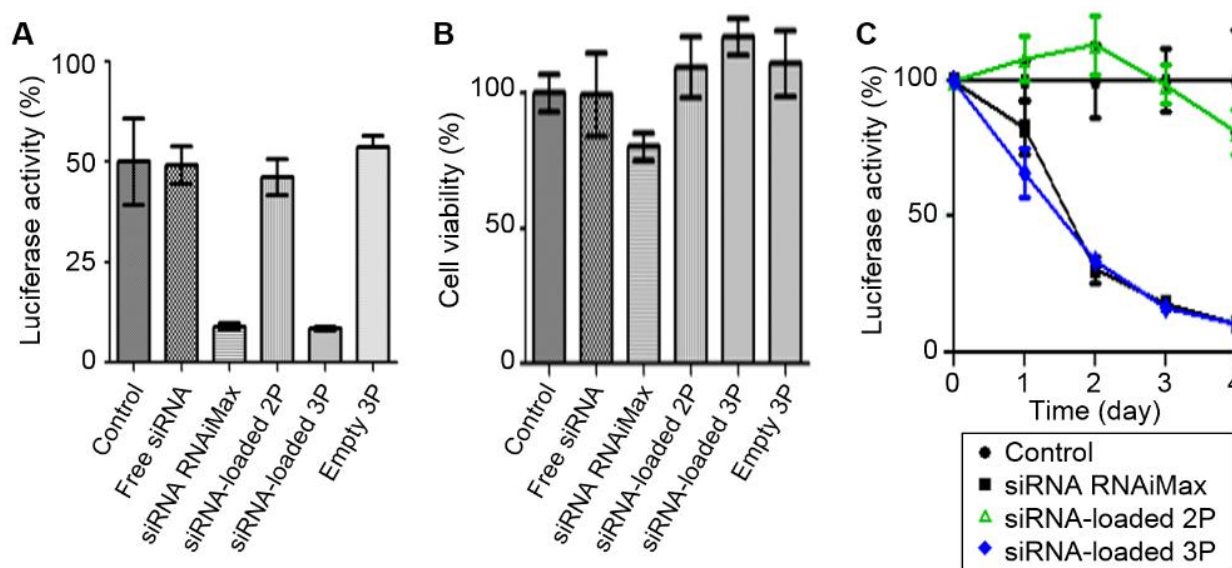 A
Luciferase activity (%)
100
50
25
0
Control
Free siRNA
siRNA RNAiMax
siRNA-loaded 2P
siRNA-loaded 3P
Empty 3P
B
Cell viability (%)
100
50
0
Control
Free siRNA
siRNA RNAiMax
siRNA-loaded 2P
siRNA-loaded 3P
Empty 3P
C
Luciferase activity (%)
100
50
0
0 1 2 3 4
Time (day)
Control
siRNA RNAiMax
siRNA-loaded 2P
siRNA-loaded 3P